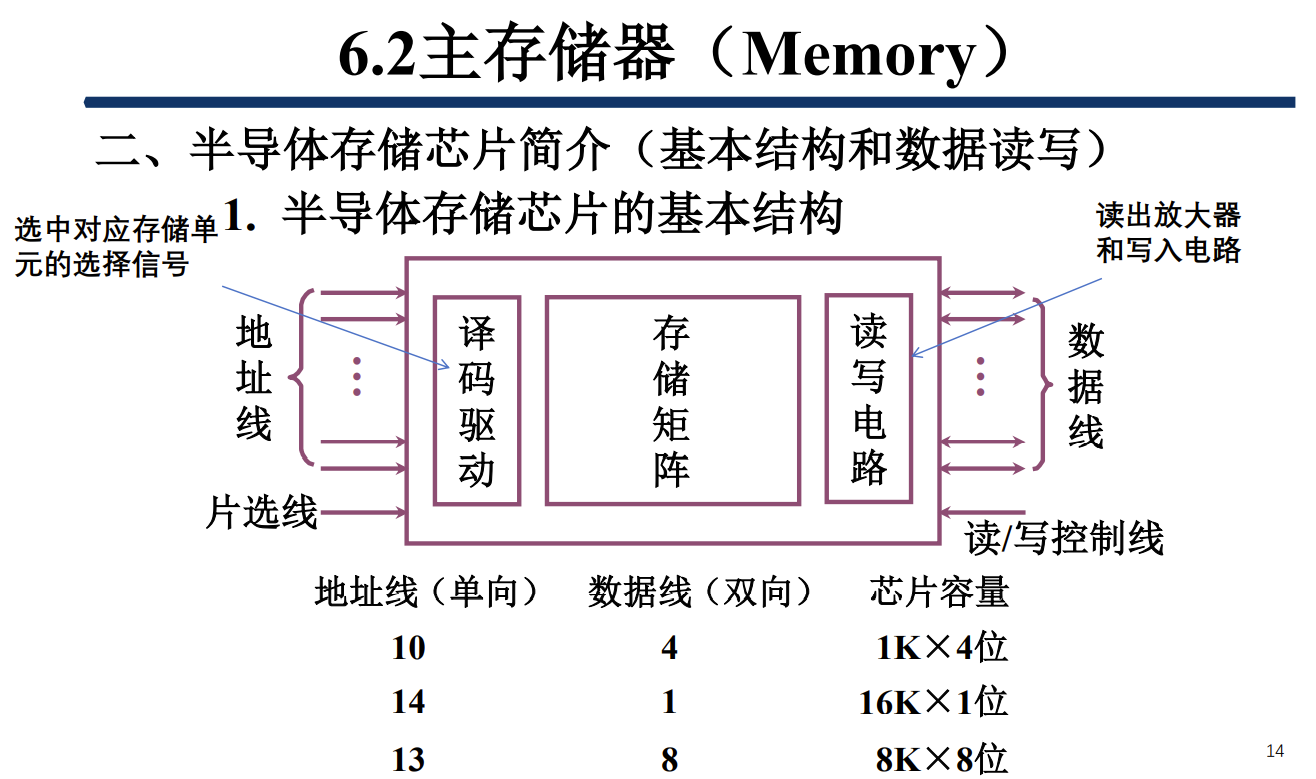 6.2主存储器（Memory）
二、半导体存储芯片简介（基本结构和数据读写）
1. 半导体存储芯片的基本结构
选中对应存储单
元的选择信号
读出放大器
和写入电路
地址线
译码驱动
存储矩阵
读写电路
数据线
片选线
读/写控制线
地址线（单向） 数据线（双向） 芯片容量
10 4 1K×4位
14 1 16K×1位
13 8 8K×8位
14